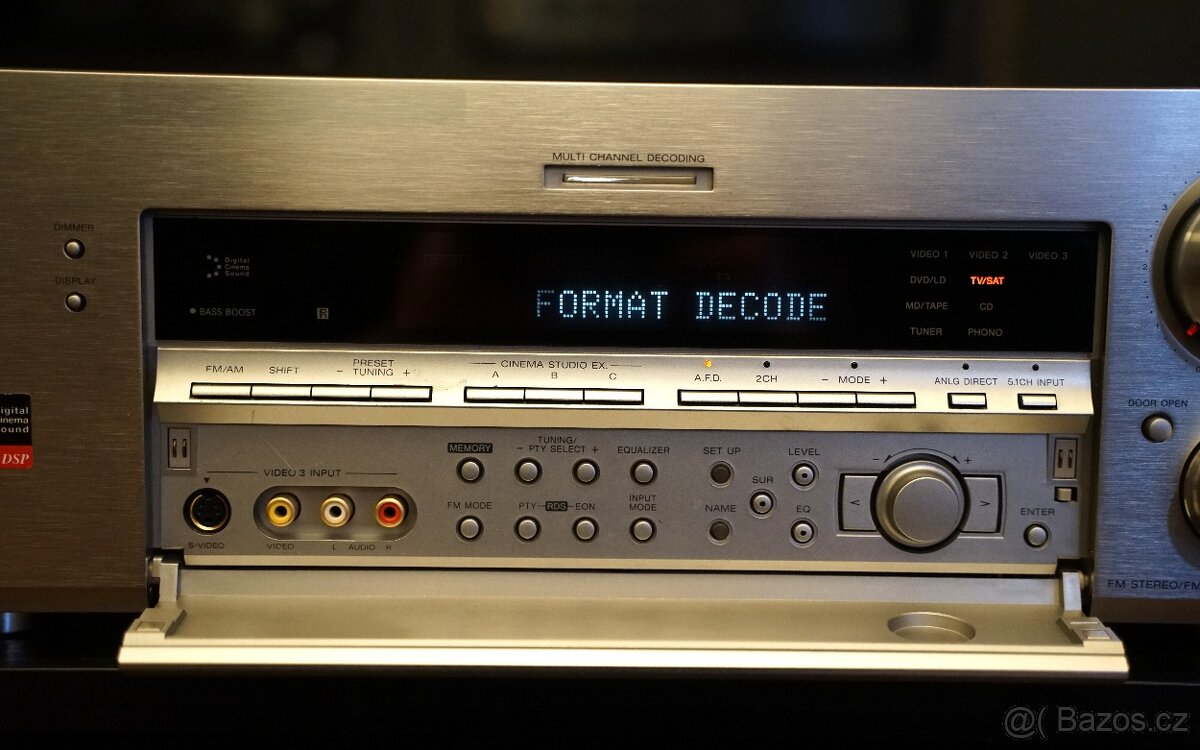 MULTI CHANNEL DECODING
DIMMER
DISPLAY
Digital
Cinema
Sound
BASS BOOST
FORMAT DECODE
VIDEO 1 VIDEO 2 VIDEO 3
DVD/LD TV/SAT
MD/TAPE CD
TUNER PHONO
FM/AM SHIFT - PRESET TUNING +
CINEMA STUDIO EX.
A B C
A.F.D. 2CH - MODE +
ANLG DIRECT 5.1CH INPUT
DOOR OPEN
igital
inema
ound
DSP
VIDEO 3 INPUT
S-VIDEO VIDEO L AUDIO R
MEMORY
TUNING/
- PTY SELECT +
EQUALIZER
FM MODE
PTY RDS EON
INPUT
MODE
SET UP
NAME
SUR
LEVEL
EQ
- +
< >
ENTER
3
2
FM STEREO/FM
@( Bazos.cz